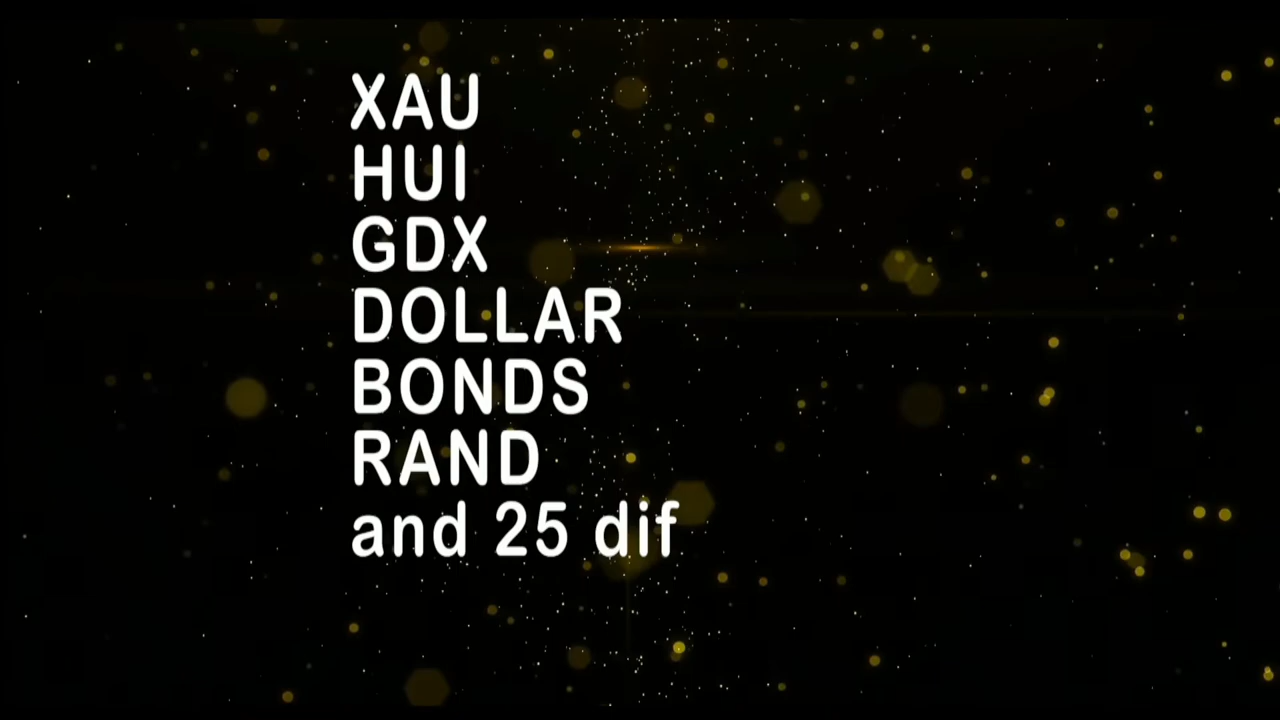 XAU
HUI
GDX
DOLLAR
BONDS
RAND
and 25 dif